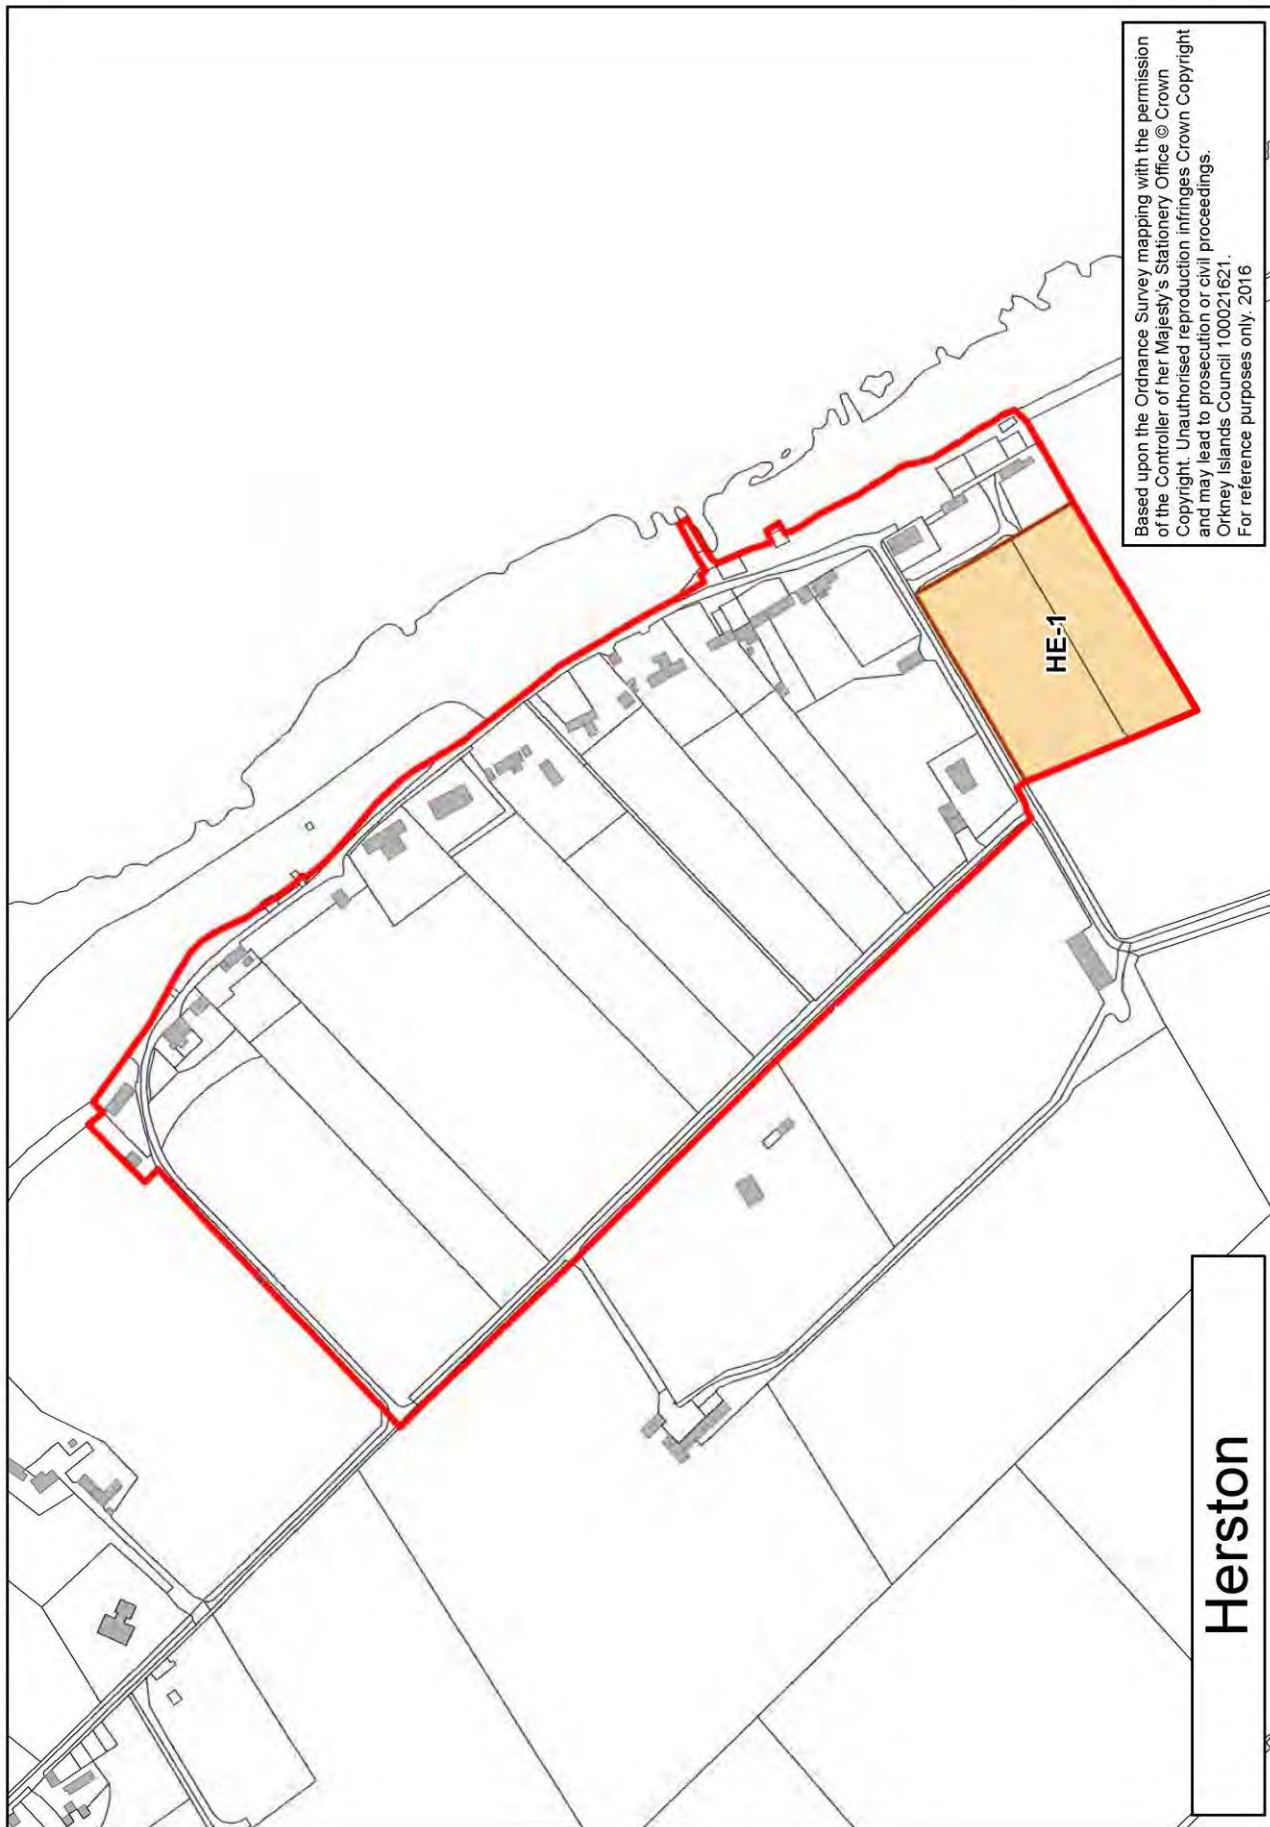 Based upon the Ordnance Survey mapping with the permission
of the Controller of her Majesty's Stationery Office © Crown
Copyright. Unauthorised reproduction infringes Crown Copyright
and may lead to prosecution or civil proceedings.
Orkney Islands Council 100021621.
For reference purposes only. 2016
HE-1
Herston